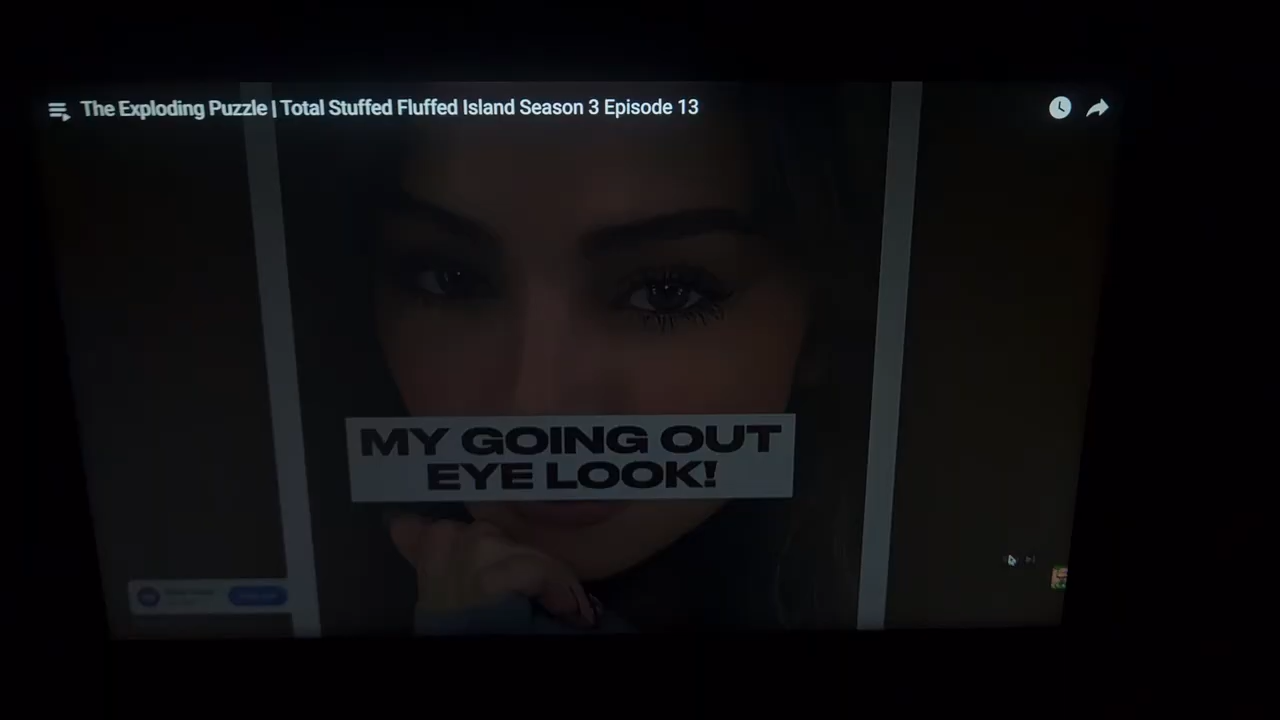 The Exploding Puzzle | Total Stuffed Fluffed Island Season 3 Episode 13
MY GOING OUT
EYE LOOK!